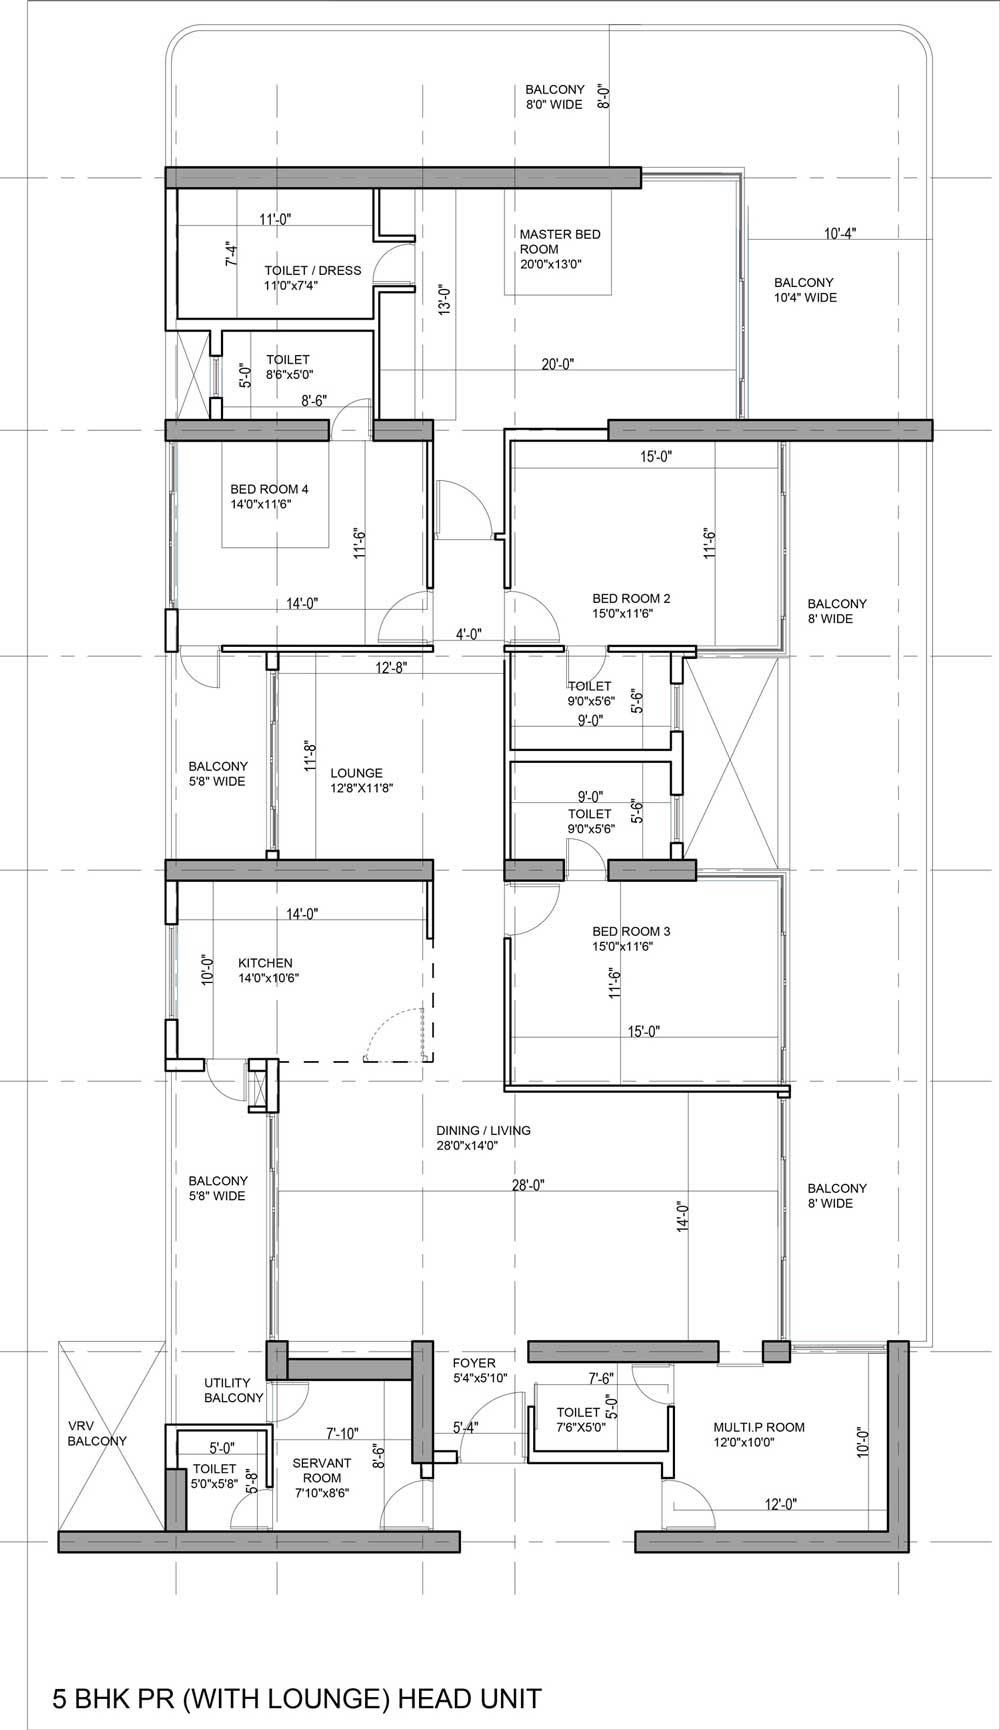 BALCONY
8'0" WIDE
8'-0"
11'-0"
7'-4"
TOILET / DRESS
11'0"x7'4"
MASTER BED
ROOM
20'0"x13'0"
13'-0"
20'-0"
10'-4"
BALCONY
10'4" WIDE
TOILET
8'6"x5'0"
5'-0"
8'-6"
BED ROOM 4
14'0"x11'6"
11'-6"
14'-0"
15'-0"
11'-6"
BED ROOM 2
15'0"x11'6"
BALCONY
8' WIDE
4'-0"
12'-8"
11'-8"
LOUNGE
12'8"X11'8"
BALCONY
5'8" WIDE
TOILET
9'0"x5'6"
9'-0"
5'-6"
9'-0"
TOILET
9'0"x5'6"
5'-6"
14'-0"
10'-0"
KITCHEN
14'0"x10'6"
BED ROOM 3
15'0"x11'6"
11'-6"
15'-0"
DINING / LIVING
28'0"x14'0"
28'-0"
14'-0"
BALCONY
5'8" WIDE
BALCONY
8' WIDE
FOYER
5'4"x5'10"
5'-4"
UTILITY
BALCONY
VRV
BALCONY
7'-10"
8'-6"
SERVANT
ROOM
7'10"x8'6"
5'-0"
TOILET
5'0"x5'8"
5'-8"
7'-6"
5'-0"
TOILET
7'6"X5'0"
MULTI.P ROOM
12'0"x10'0"
10'-0"
12'-0"
5 BHK PR (WITH LOUNGE) HEAD UNIT